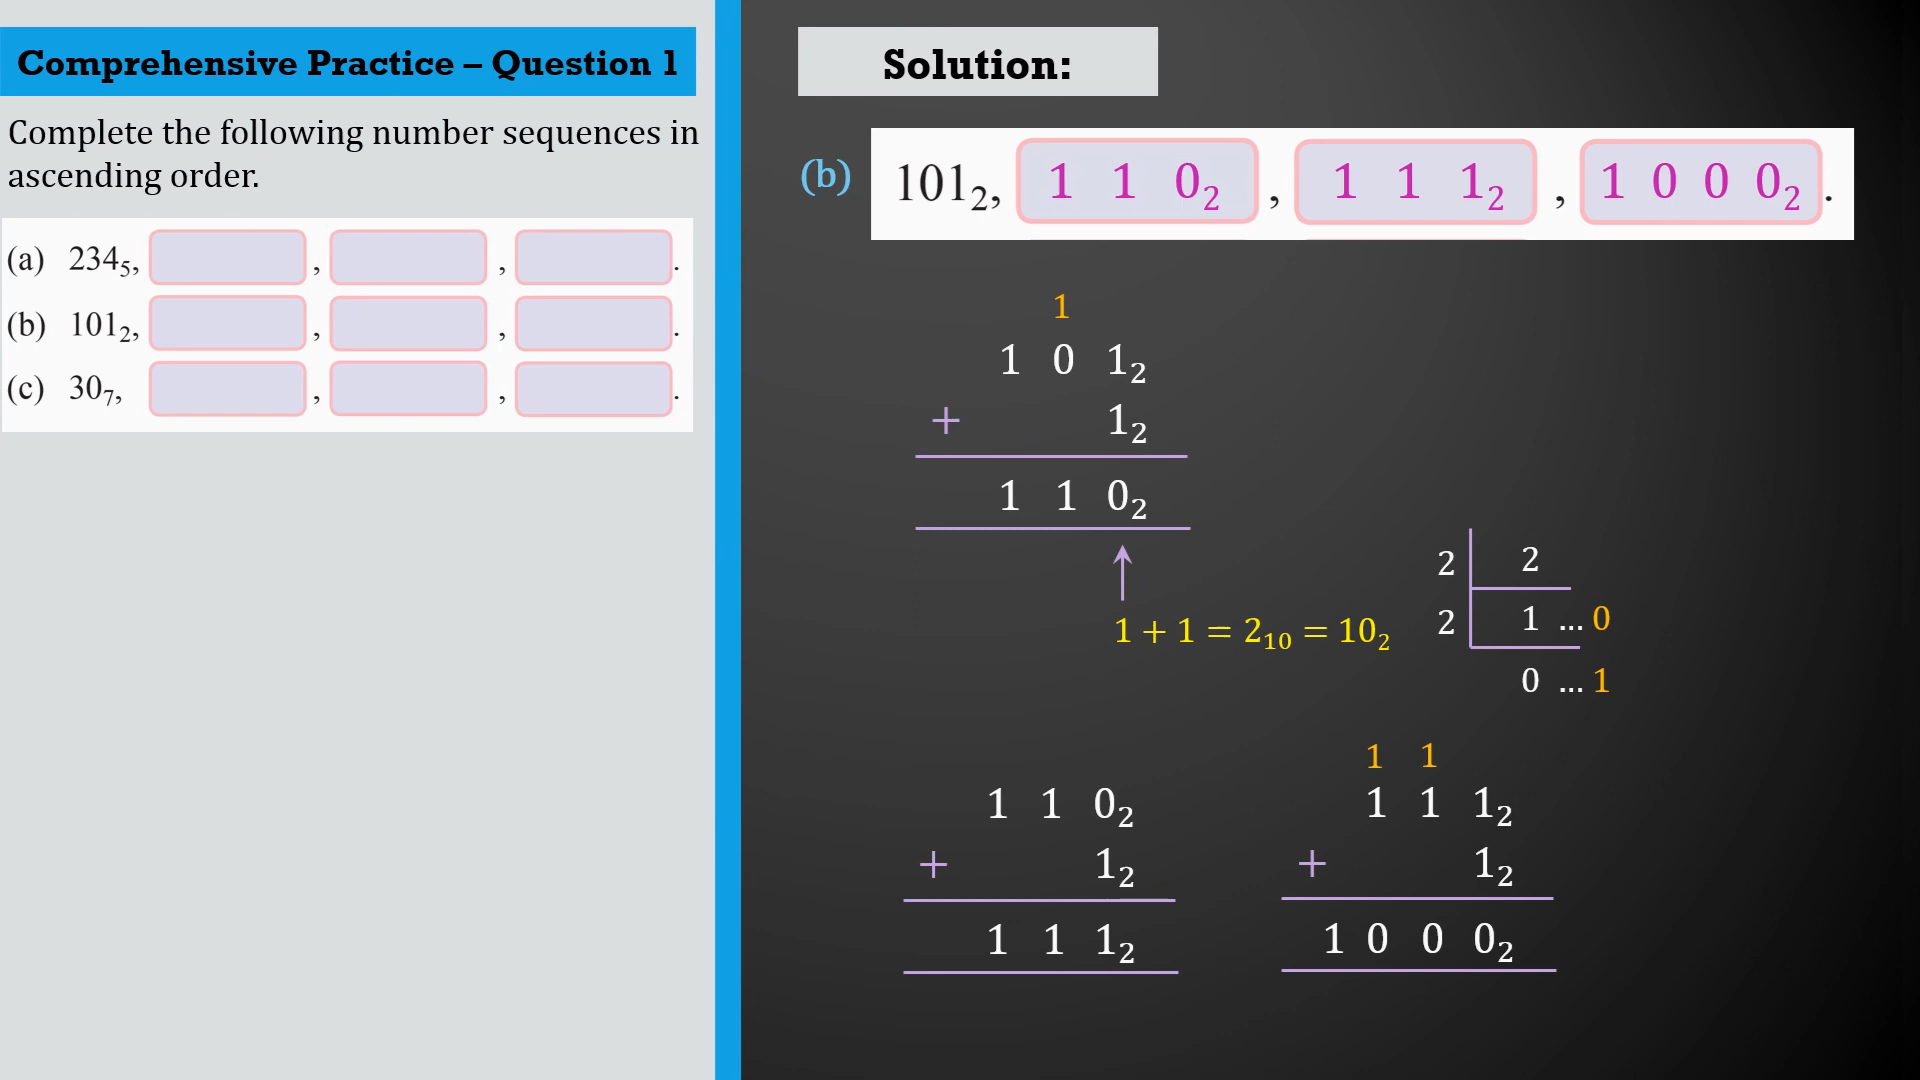 Comprehensive Practice – Question 1
Complete the following number sequences in
ascending order.
(a) 234₅, , , .
(b) 101₂, , , .
(c) 30₇, , , .
Solution:
(b) 101₂, 1 1 0₂ , 1 1 1₂ , 1 0 0 0₂ .
1
1 0 1₂
+ 1₂
1 1 0₂
1 + 1 = 2₁₀ = 10₂
2 2
2 1 ... 0
0 ... 1
1 1 0₂
+ 1₂
1 1 1₂
1 1
1 1 1₂
+ 1₂
1 0 0 0₂